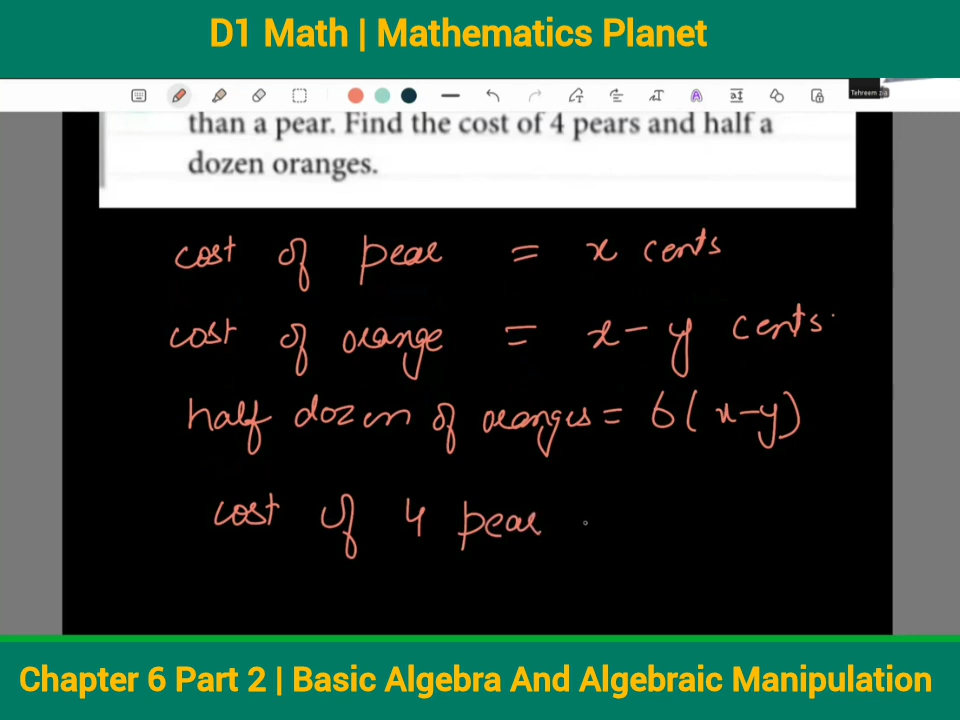 D1 Math | Mathematics Planet
Tehreem zia
than a pear. Find the cost of 4 pears and half a
dozen oranges.
cost of pear = x cents
cost of orange = x - y cents.
half dozen of oranges = 6(x-y)
cost of 4 pear
Chapter 6 Part 2 | Basic Algebra And Algebraic Manipulation